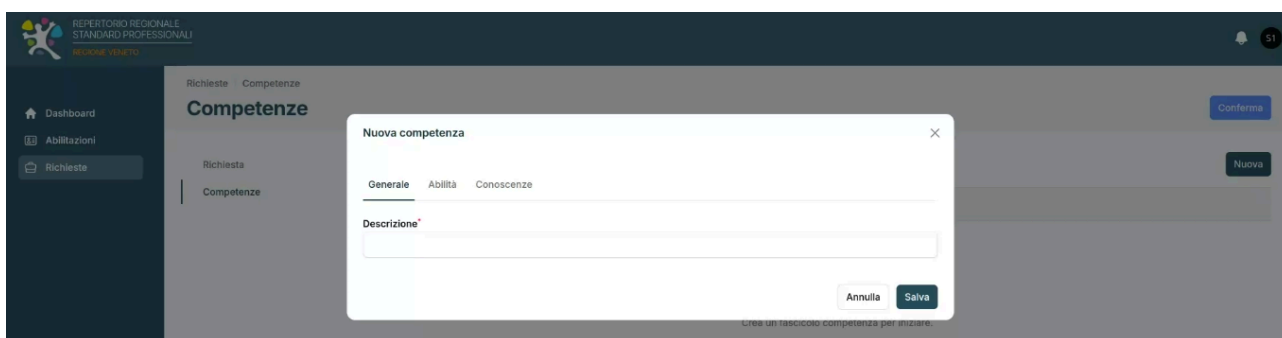 REPERTORIO REGIONALE
STANDARD PROFESSIONALI
REGIONE VENETO
S1
Dashboard
Abilitazioni
Richieste
Richieste Competenze
Competenze
Conferma
Richiesta
Competenze
Nuova
Nuova competenza
Generale Abilità Conoscenze
Descrizione*
Annulla Salva
Crea un fascicolo competenza per iniziare.